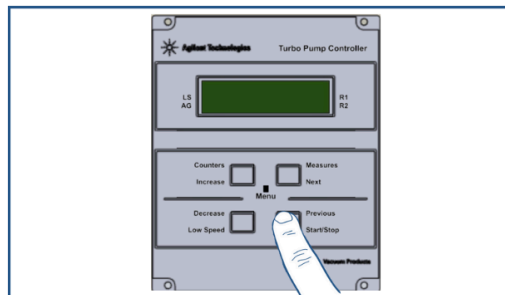 Agilent Technologies Turbo Pump Controller
LS R1
AG R2
Counters Measures
Increase Next
Menu
Decrease Previous
Low Speed Start/Stop
Vacuum Products